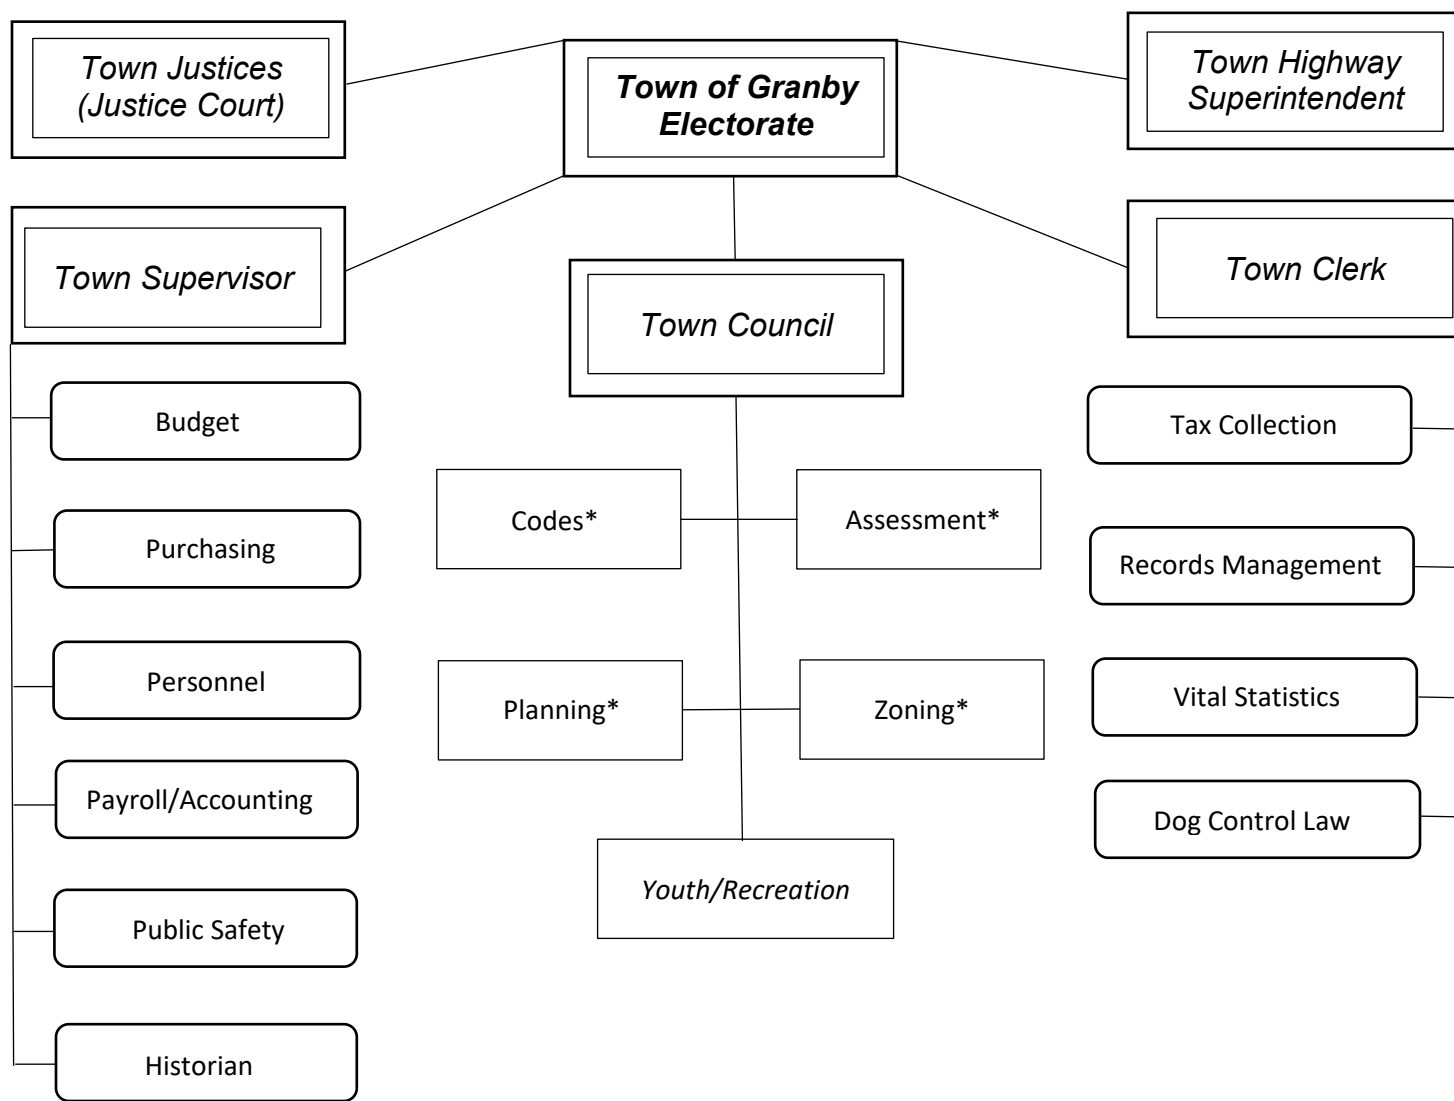 Town Justices
(Justice Court)
Town of Granby
Electorate
Town Highway
Superintendent
Town Supervisor
Town Council
Town Clerk
Budget
Purchasing
Personnel
Payroll/Accounting
Public Safety
Historian
Codes*
Assessment*
Planning*
Zoning*
Youth/Recreation
Tax Collection
Records Management
Vital Statistics
Dog Control Law